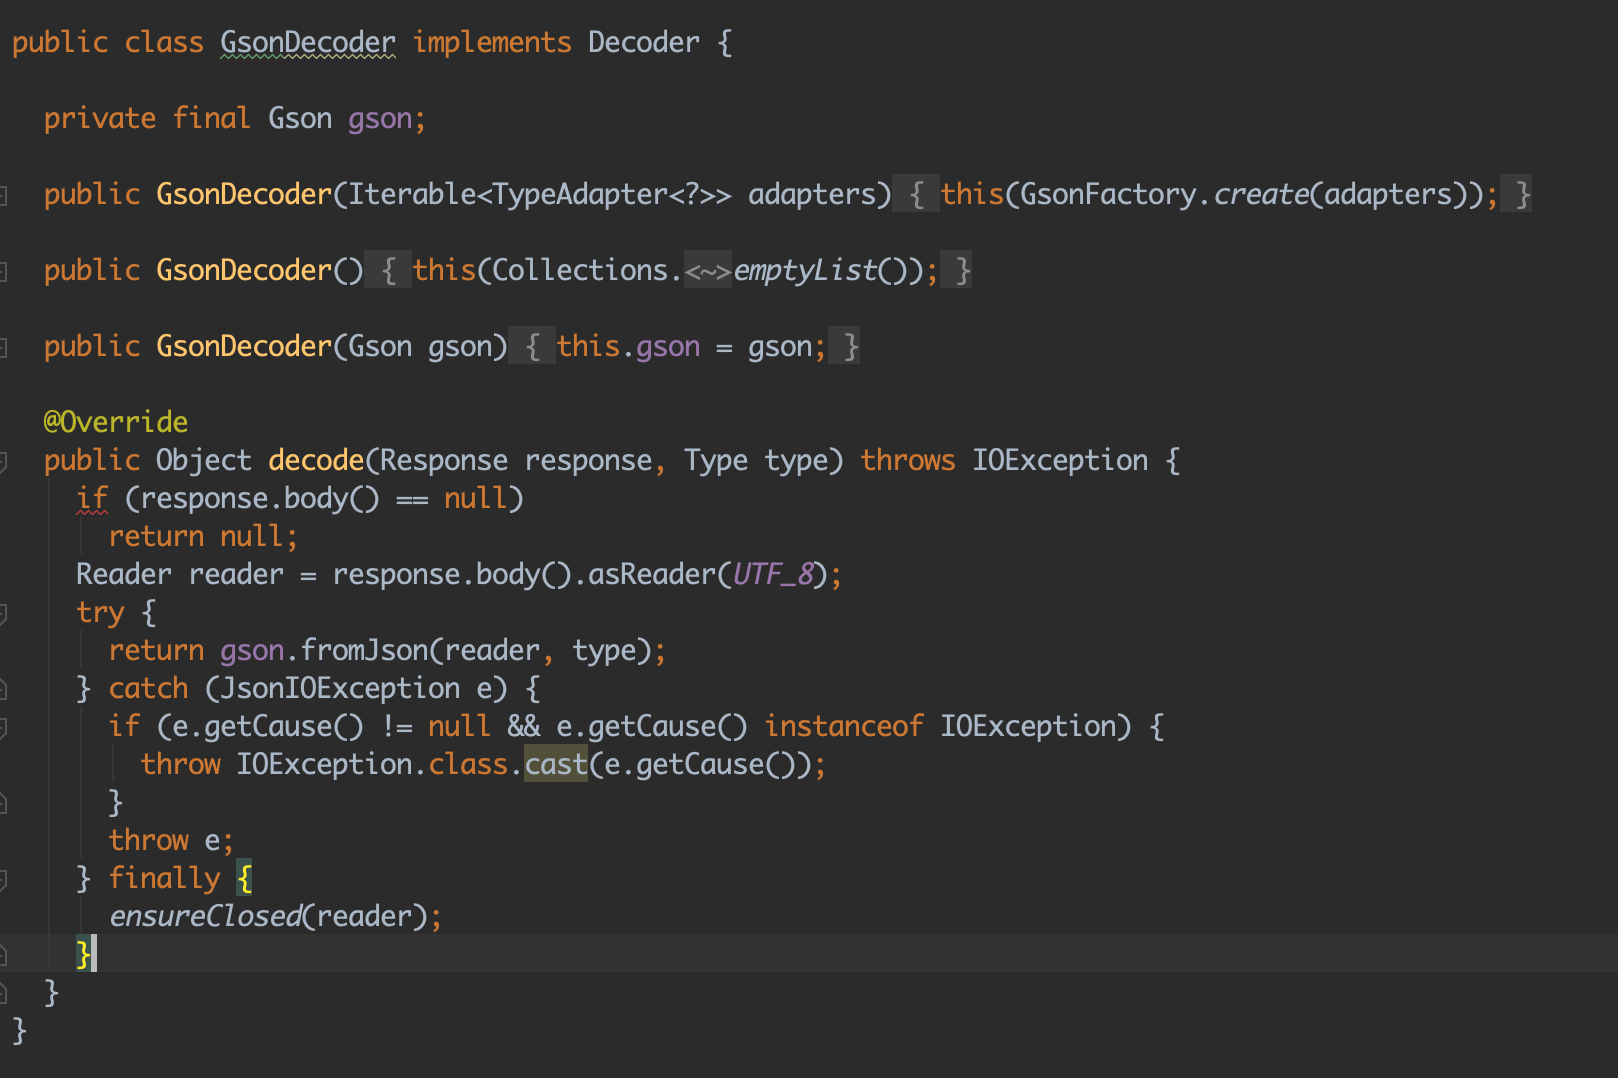 public class GsonDecoder implements Decoder {
private final Gson gson;
public GsonDecoder(Iterable<TypeAdapter<?>> adapters) { this(GsonFactory.create(adapters)); }
public GsonDecoder() { this(Collections.<~>emptyList()); }
public GsonDecoder(Gson gson) { this.gson = gson; }
@Override
public Object decode(Response response, Type type) throws IOException {
if (response.body() == null)
return null;
Reader reader = response.body().asReader(UTF_8);
try {
return gson.fromJson(reader, type);
} catch (JsonIOException e) {
if (e.getCause() != null && e.getCause() instanceof IOException) {
throw IOException.class.cast(e.getCause());
}
throw e;
} finally {
ensureClosed(reader);
}
}
}